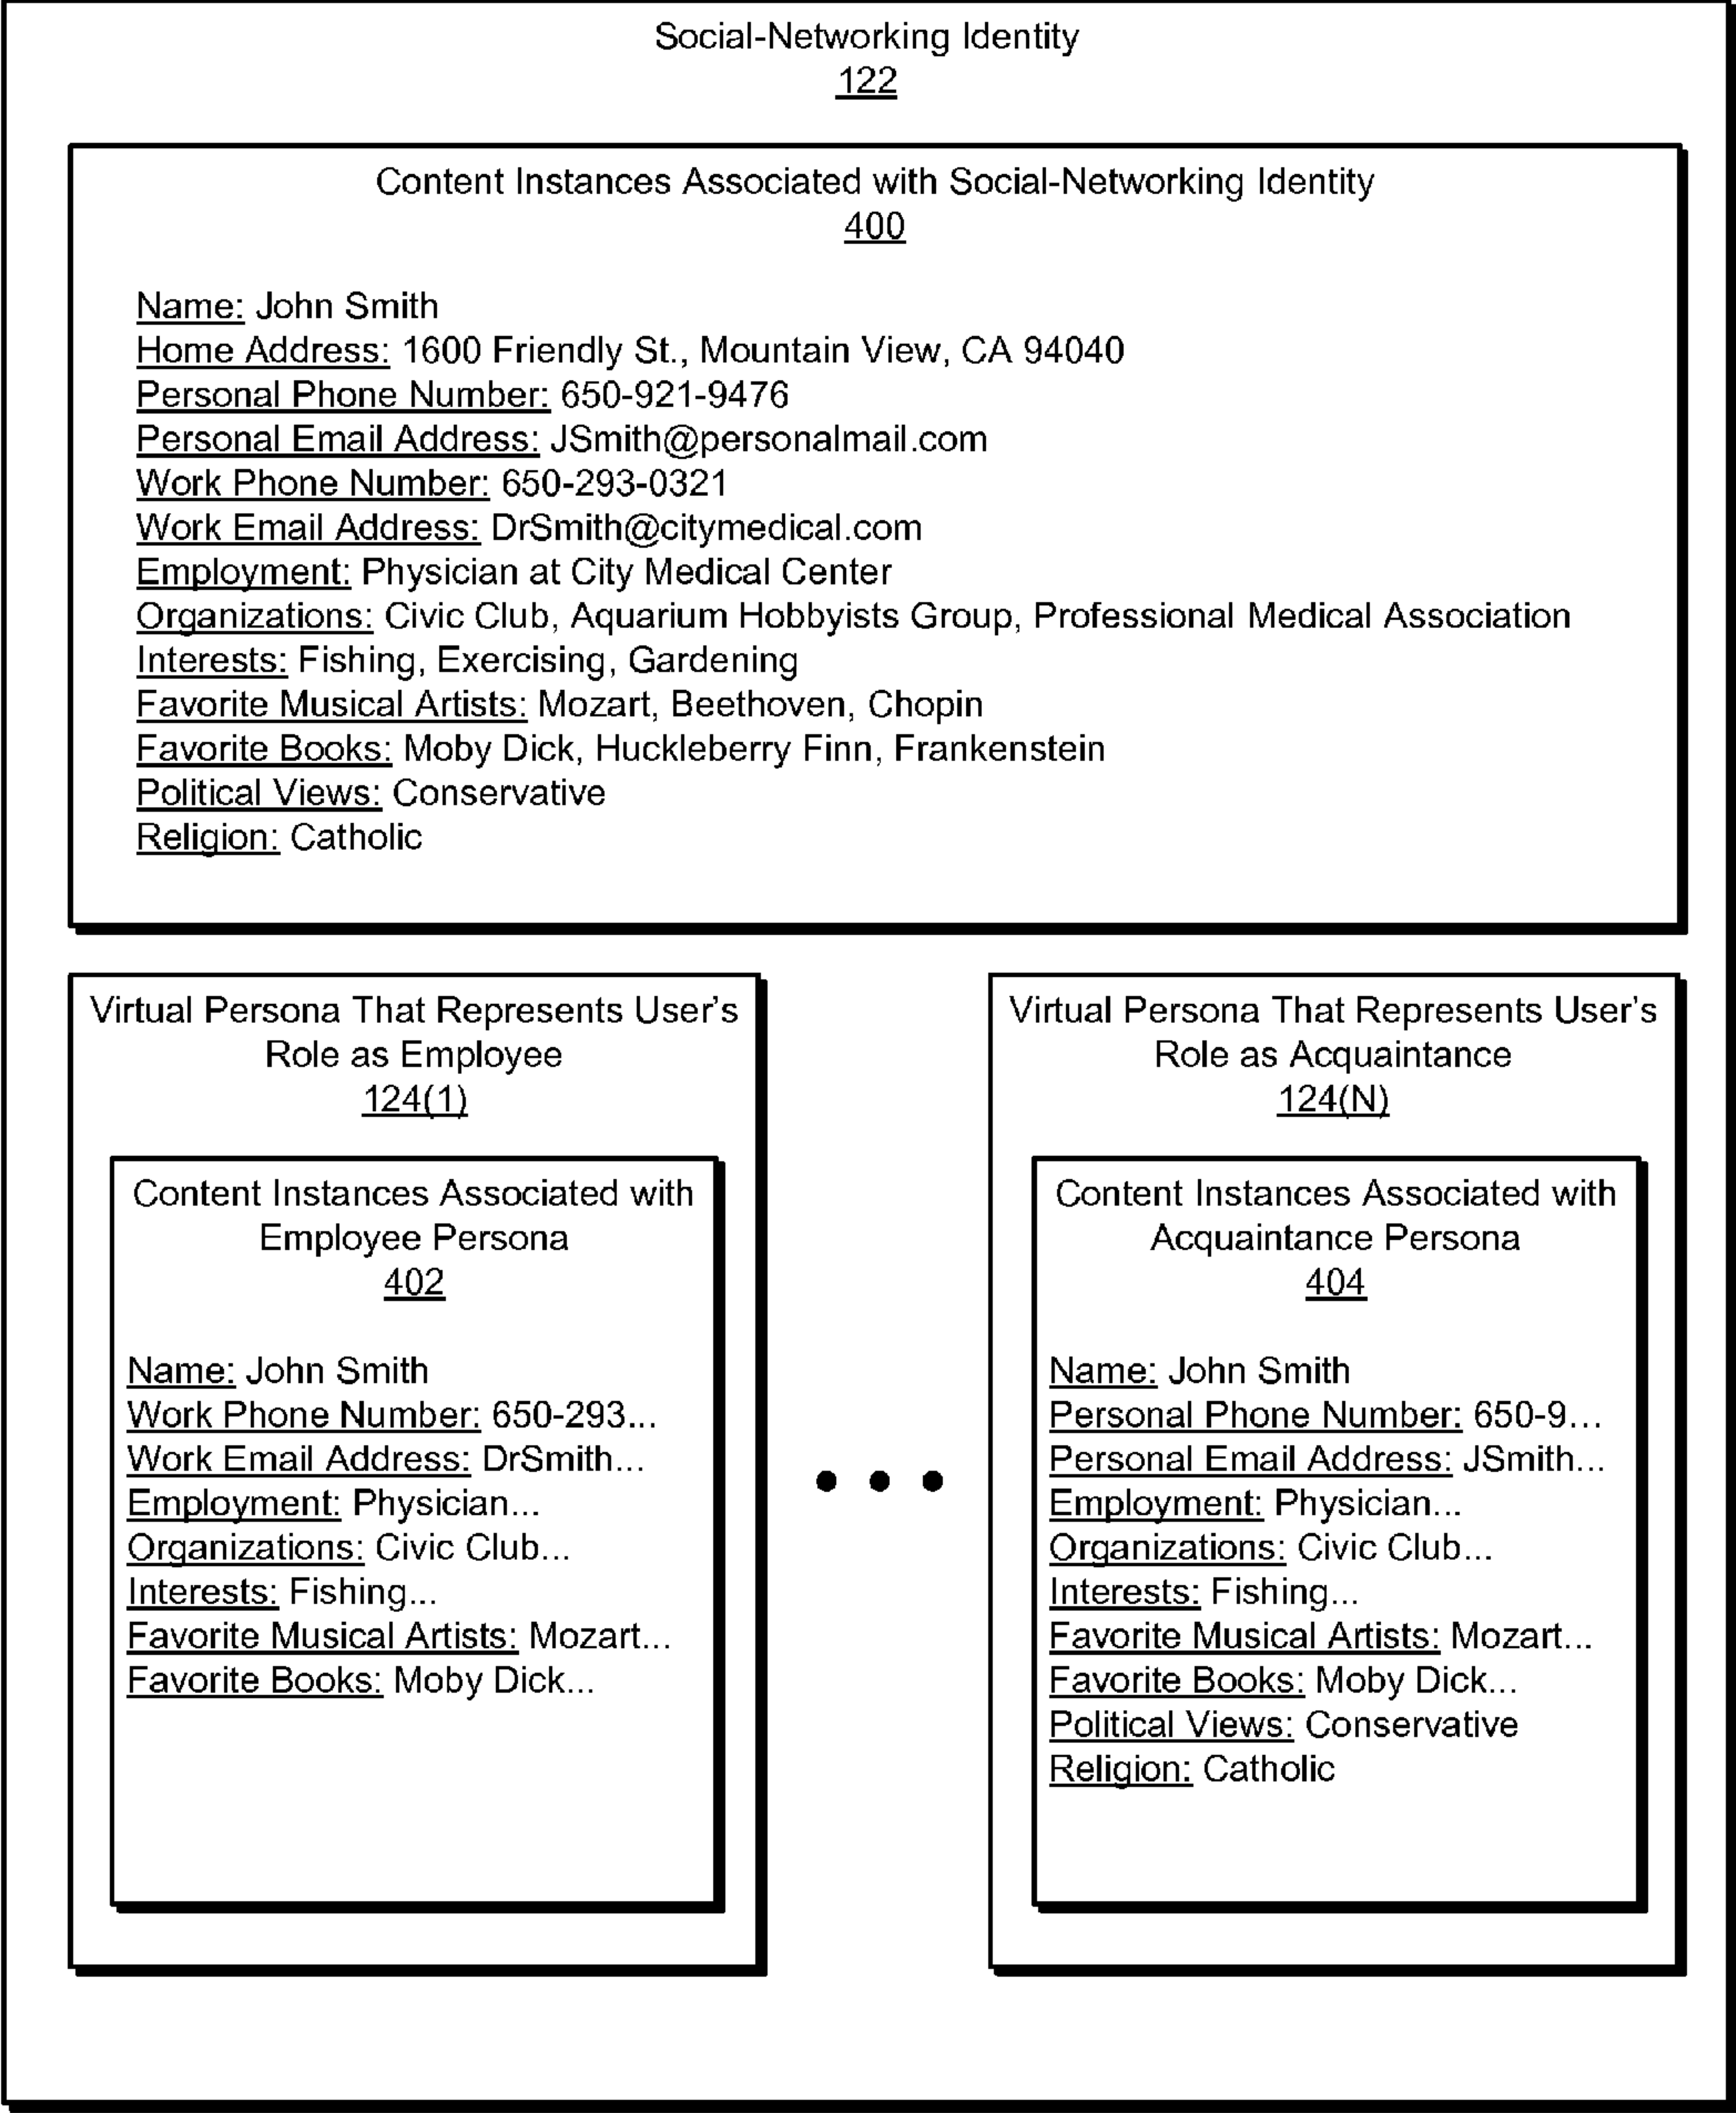 Social-Networking Identity
122
Content Instances Associated with Social-Networking Identity
400
Name: John Smith
Home Address: 1600 Friendly St., Mountain View, CA 94040
Personal Phone Number: 650-921-9476
Personal Email Address: JSmith@personalmail.com
Work Phone Number: 650-293-0321
Work Email Address: DrSmith@citymedical.com
Employment: Physician at City Medical Center
Organizations: Civic Club, Aquarium Hobbyists Group, Professional Medical Association
Interests: Fishing, Exercising, Gardening
Favorite Musical Artists: Mozart, Beethoven, Chopin
Favorite Books: Moby Dick, Huckleberry Finn, Frankenstein
Political Views: Conservative
Religion: Catholic
Virtual Persona That Represents User's
Role as Employee
124(1)
Content Instances Associated with
Employee Persona
402
Name: John Smith
Work Phone Number: 650-293...
Work Email Address: DrSmith...
Employment: Physician...
Organizations: Civic Club...
Interests: Fishing...
Favorite Musical Artists: Mozart...
Favorite Books: Moby Dick...
Virtual Persona That Represents User's
Role as Acquaintance
124(N)
Content Instances Associated with
Acquaintance Persona
404
Name: John Smith
Personal Phone Number: 650-9...
Personal Email Address: JSmith...
Employment: Physician...
Organizations: Civic Club...
Interests: Fishing...
Favorite Musical Artists: Mozart...
Favorite Books: Moby Dick...
Political Views: Conservative
Religion: Catholic